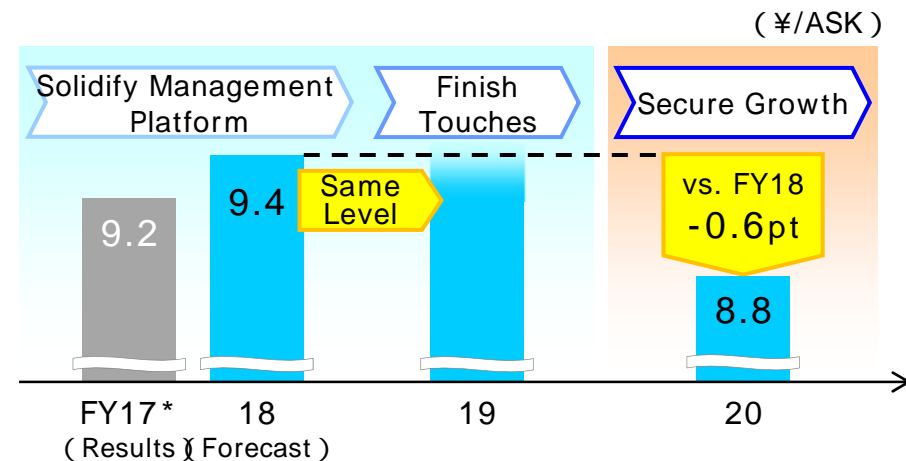 (¥/ASK)
Solidify Management
Platform
Finish
Touches
Secure Growth
9.2
9.4
Same
Level
vs. FY18
-0.6pt
8.8
FY17*
18
19
20
(Results)
(Forecast)